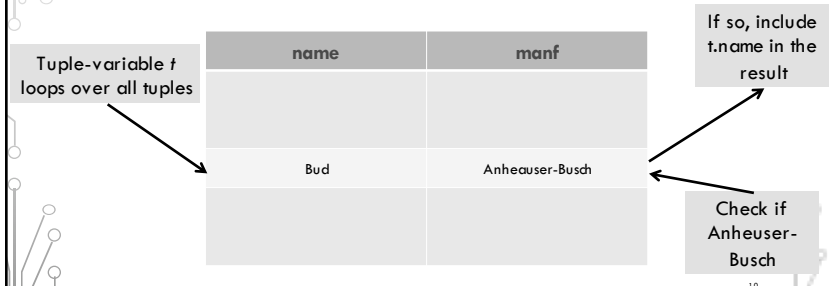 Tuple-variable t
loops over all tuples
name
manf
Bud
Anheauser-Busch
If so, include
t.name in the
result
Check if
Anheuser-
Busch